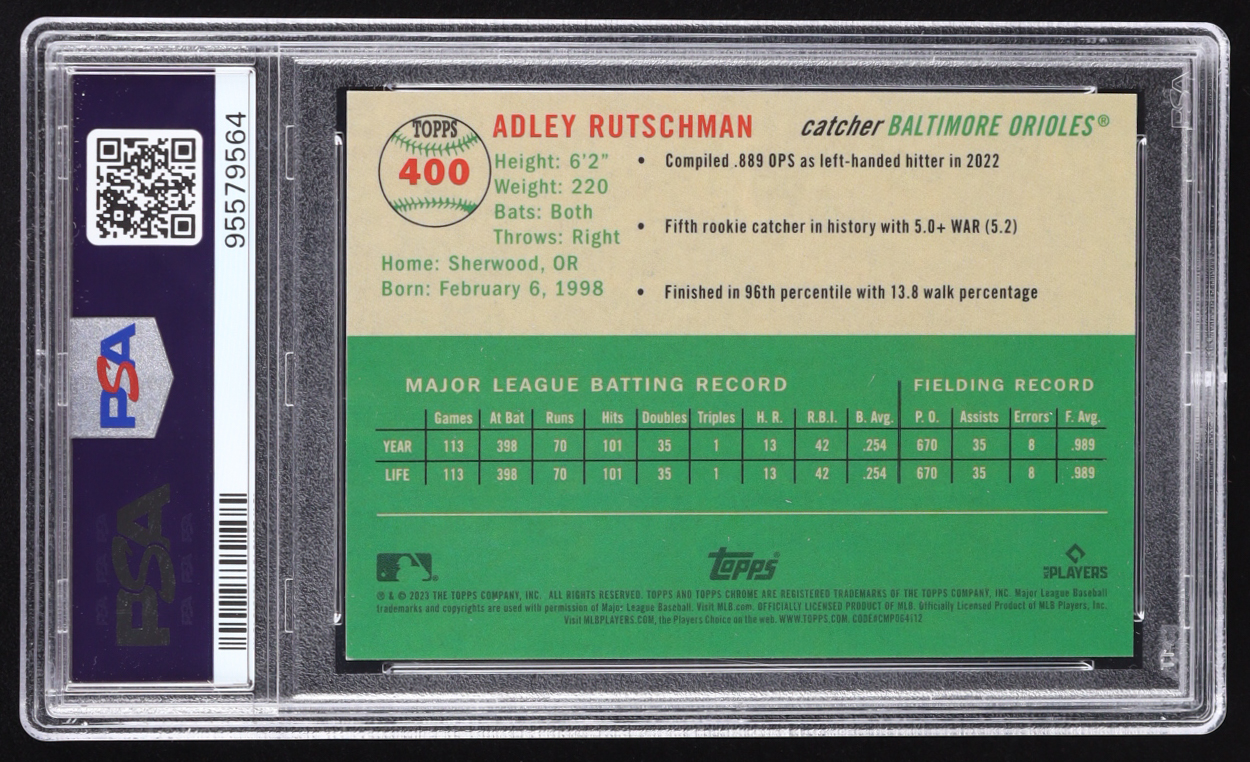 95579564
PSA
PSA
TOPPS
400
ADLEY RUTSCHMAN
catcher BALTIMORE ORIOLES®
Height: 6'2"
Weight: 220
Bats: Both
Throws: Right
Home: Sherwood, OR
Born: February 6, 1998
• Compiled .889 OPS as left-handed hitter in 2022
• Fifth rookie catcher in history with 5.0+ WAR (5.2)
• Finished in 96th percentile with 13.8 walk percentage
MAJOR LEAGUE BATTING RECORD FIELDING RECORD
Games At Bat Runs Hits Doubles Triples H. R. R.B.I. B. Avg. P. O. Assists Errors F. Avg.
YEAR 113 398 70 101 35 1 13 42 .254 670 35 8 .989
LIFE 113 398 70 101 35 1 13 42 .254 670 35 8 .989
Topps®
MLB PLAYERS
® & © 2023 THE TOPPS COMPANY, INC. ALL RIGHTS RESERVED. TOPPS AND TOPPS CHROME ARE REGISTERED TRADEMARKS OF THE TOPPS COMPANY, INC. Major League Baseball
trademarks and copyrights are used with permission of Major League Baseball. Visit MLB.com. OFFICIALLY LICENSED PRODUCT OF MLB. Officially Licensed Product of MLB Players, Inc.
Visit MLBPLAYERS.COM, the Players Choice on the web. WWW.TOPPS.COM. CODE#CMP064112